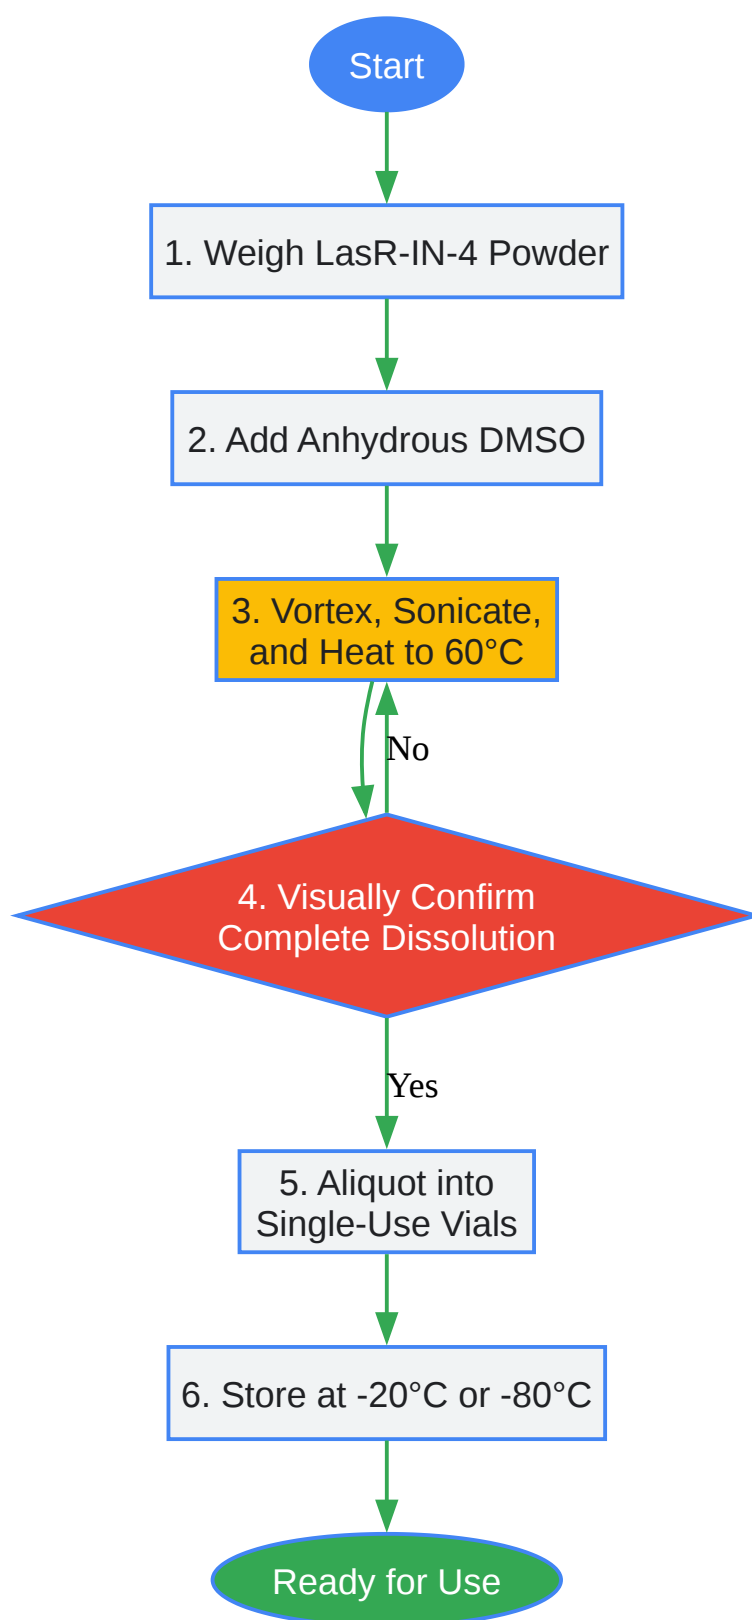 Start
1. Weigh LasR-IN-4 Powder
2. Add Anhydrous DMSO
3. Vortex, Sonicate,
and Heat to 60°C
No
4. Visually Confirm
Complete Dissolution
Yes
5. Aliquot into
Single-Use Vials
6. Store at -20°C or -80°C
Ready for Use